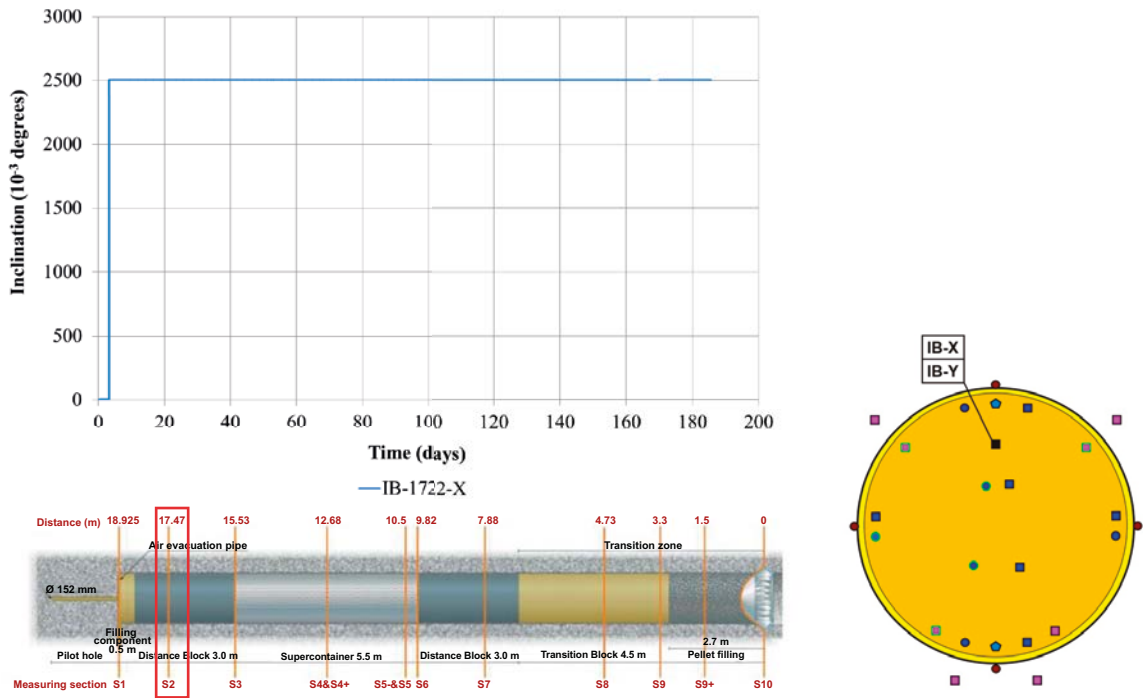 3000
2500
2000
1500
1000
500
0
Inclination (10⁻³ degrees)
0 20 40 60 80 100 120 140 160 180 200
Time (days)
IB-1722-X
IB-X
IB-Y
Distance (m) 18.925 17.47 15.53 12.68 10.5 9.82 7.88 4.73 3.3 1.5 0
Air evacuation pipe Transition zone
Ø 152 mm
Filling
component
0.5 m
2.7 m
Pilot hole Distance Block 3.0 m Supercontainer 5.5 m Distance Block 3.0 m Transition Block 4.5 m Pellet filling
Measuring section S1 S2 S3 S4&S4+ S5-&S5 S6 S7 S8 S9 S9+ S10